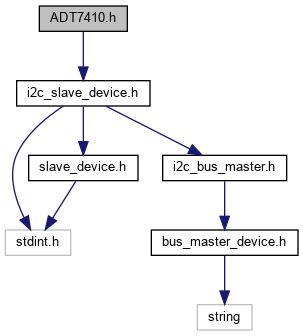 ADT7410.h
i2c_slave_device.h
slave_device.h
i2c_bus_master.h
stdint.h
bus_master_device.h
string